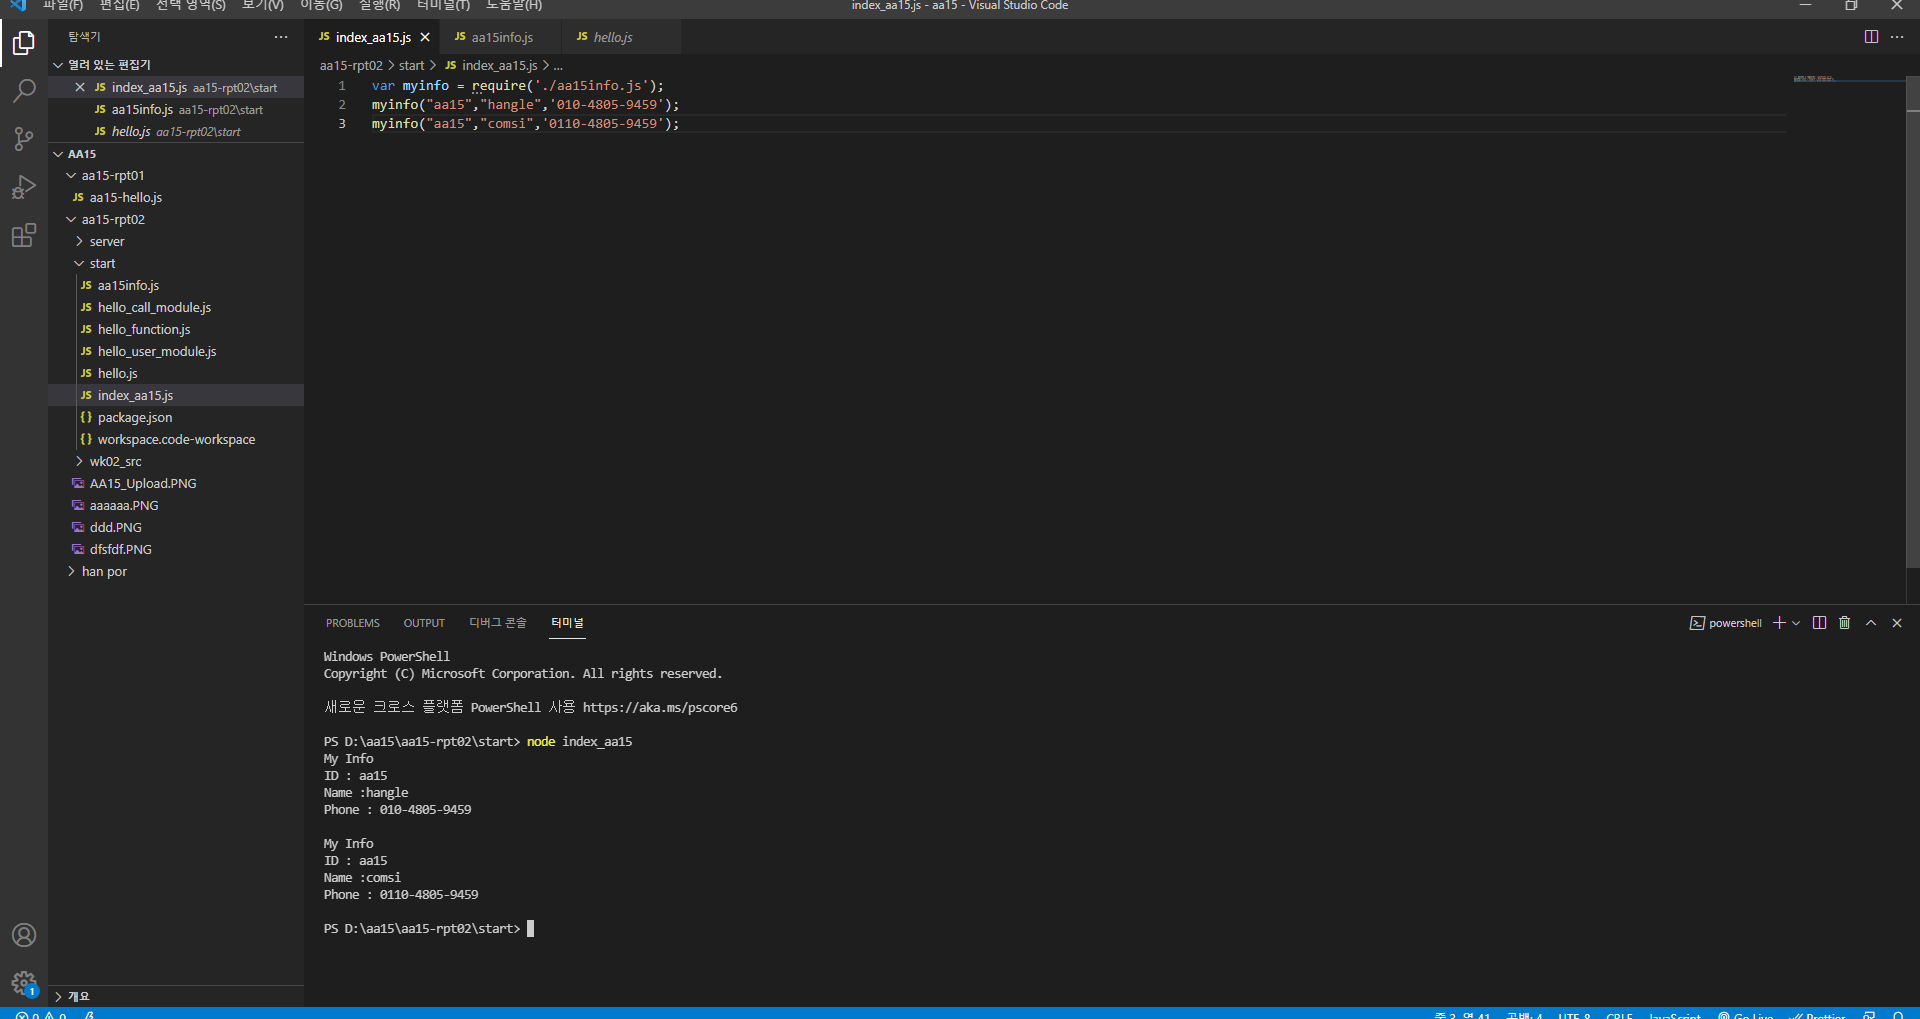 파일(F) 편집(E) 선택 영역(S) 보기(V) 이동(G) 실행(R) 터미널(T) 도움말(H)
index_aa15.js - aa15 - Visual Studio Code
탐색기
열려 있는 편집기
JS index_aa15.js aa15-rpt02\start
JS aa15info.js aa15-rpt02\start
JS hello.js aa15-rpt02\start
AA15
aa15-rpt01
JS aa15-hello.js
aa15-rpt02
server
start
JS aa15info.js
JS hello_call_module.js
JS hello_function.js
JS hello_user_module.js
JS hello.js
JS index_aa15.js
{} package.json
{} workspace.code-workspace
wk02_src
AA15_Upload.PNG
aaaaaa.PNG
ddd.PNG
dfsfdf.PNG
han por
개요
1
JS index_aa15.js JS aa15info.js JS hello.js
aa15-rpt02 > start > JS index_aa15.js > ...
1 var myinfo = require('./aa15info.js');
2 myinfo("aa15","hangle",'010-4805-9459');
3 myinfo("aa15","comsi",'0110-4805-9459');
PROBLEMS OUTPUT 디버그 콘솔 터미널
powershell
Windows PowerShell
Copyright (C) Microsoft Corporation. All rights reserved.
새로운 크로스 플랫폼 PowerShell 사용 https://aka.ms/pscore6
PS D:\aa15\aa15-rpt02\start> node index_aa15
My Info
ID : aa15
Name :hangle
Phone : 010-4805-9459
My Info
ID : aa15
Name :comsi
Phone : 0110-4805-9459
PS D:\aa15\aa15-rpt02\start>
0 0
줄 3, 열 41 공백: 4 UTF-8 CRLF JavaScript Go Live Prettier